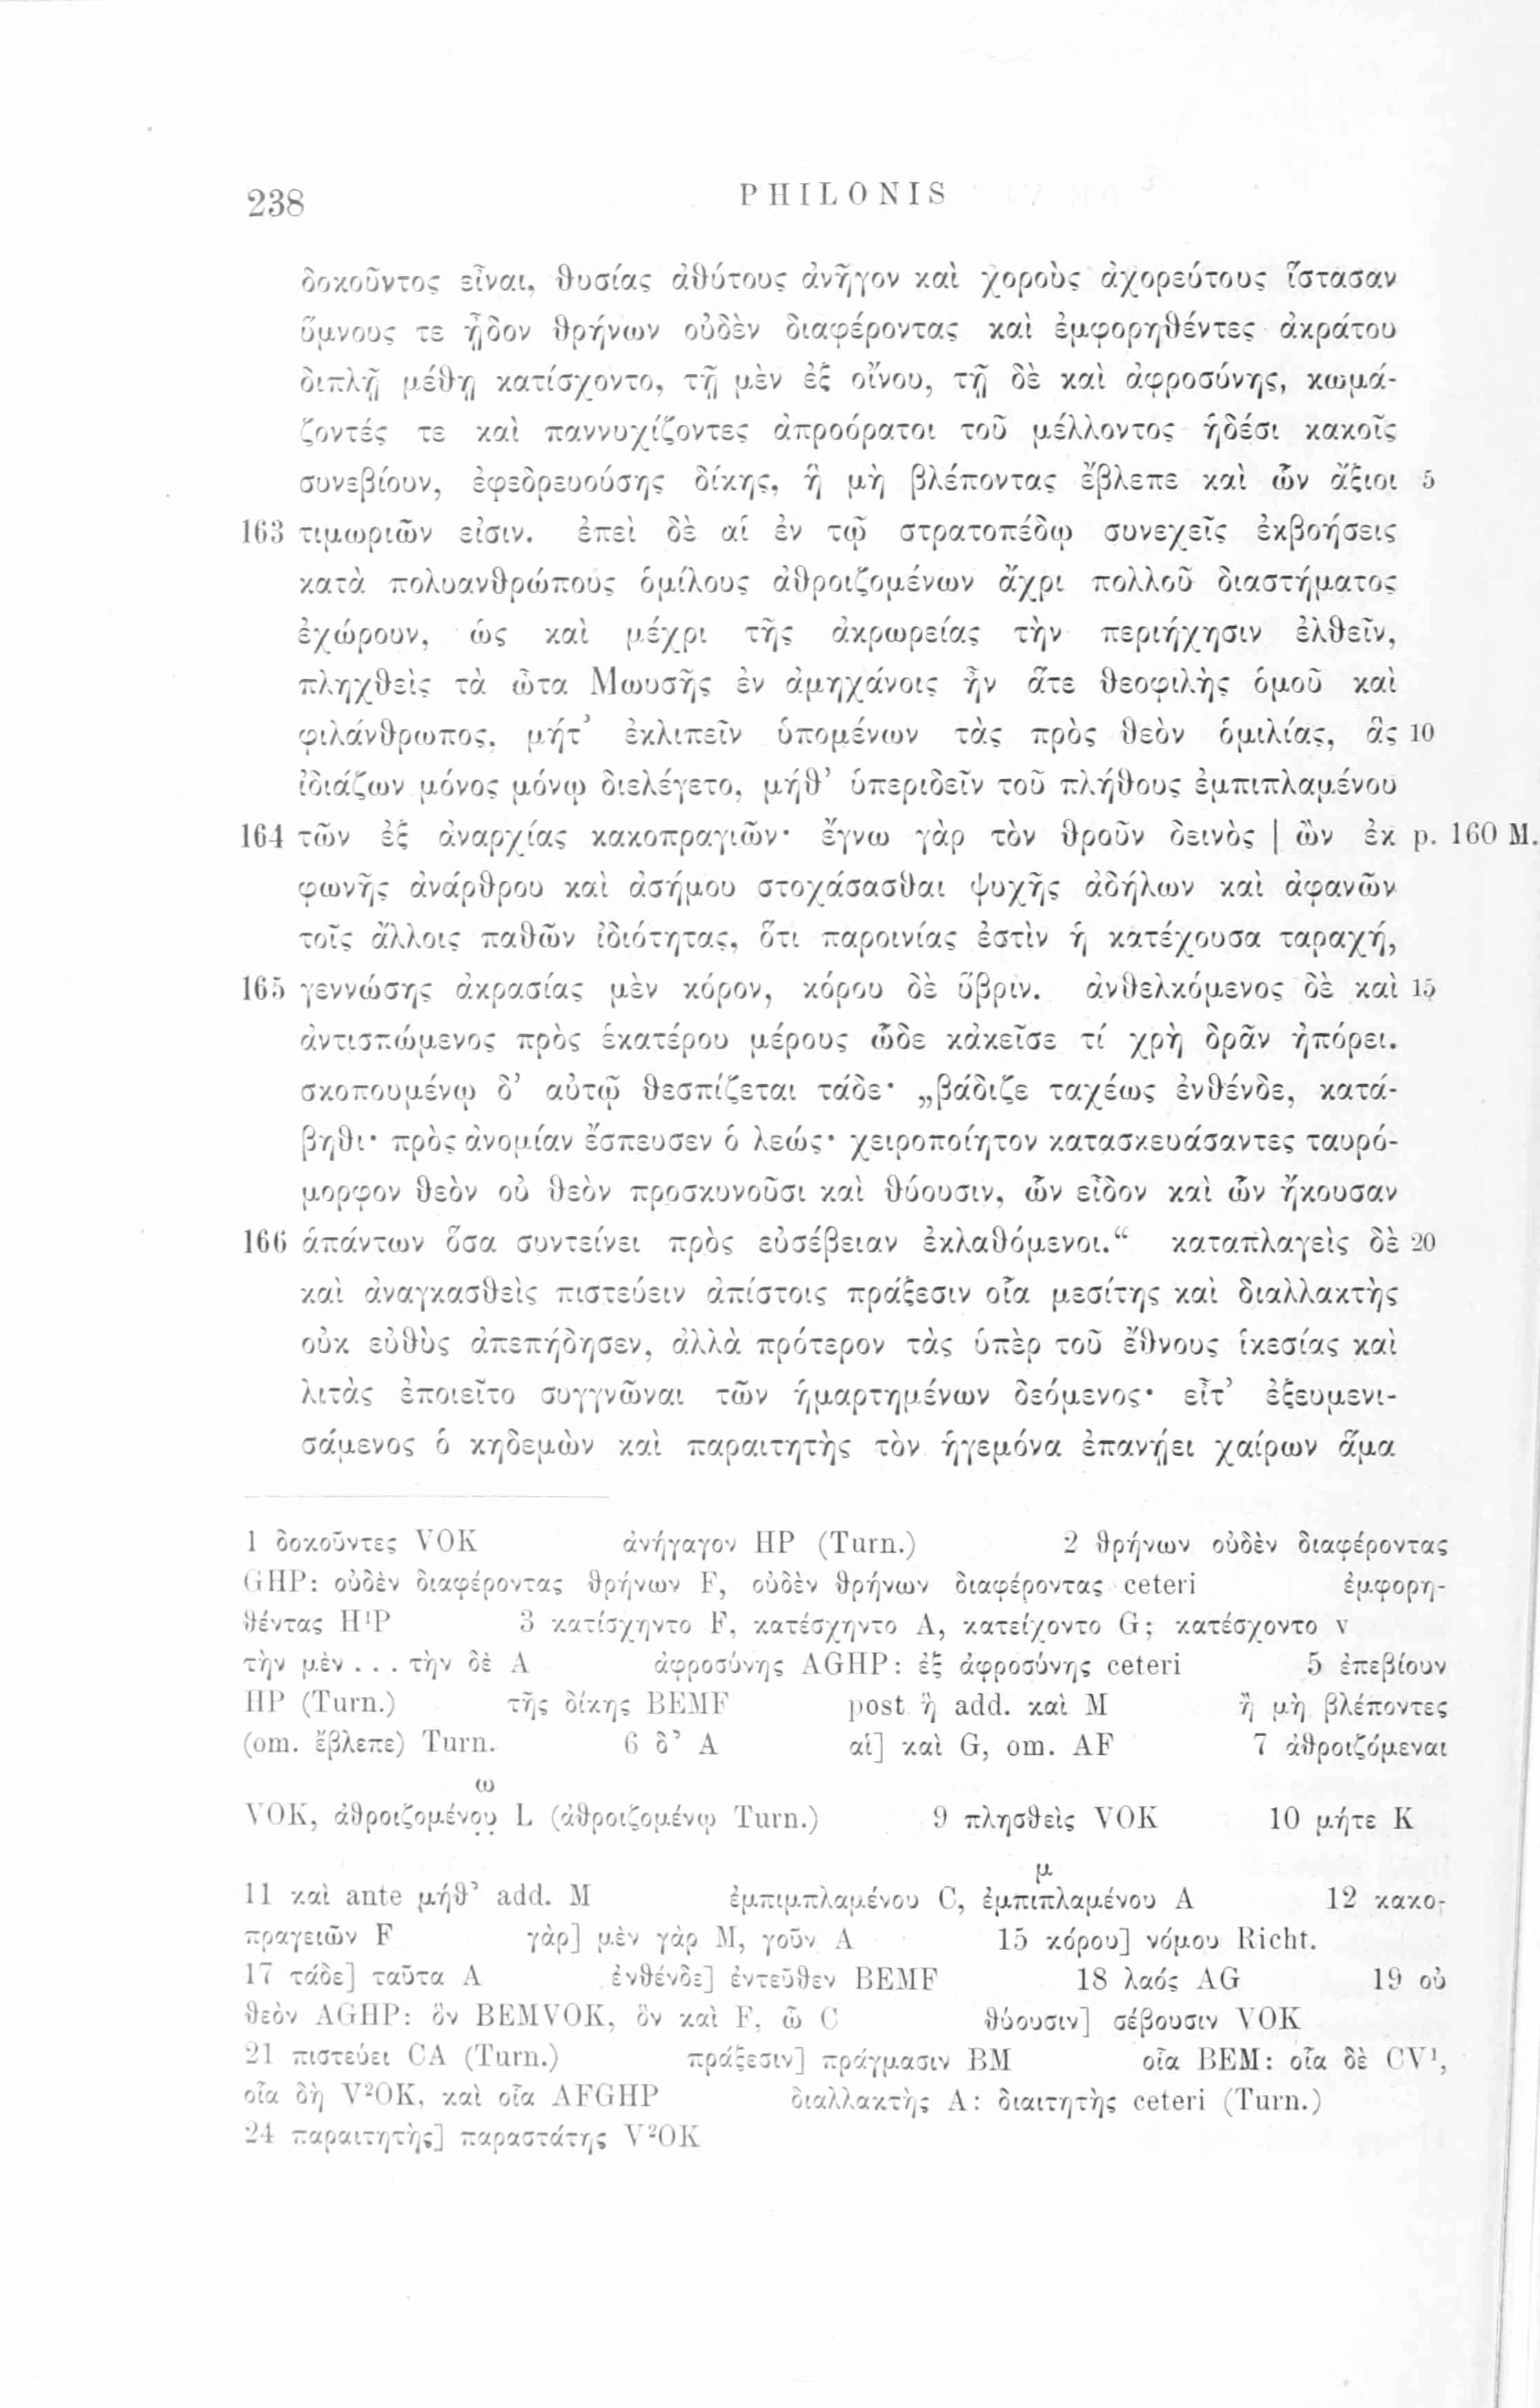 238
PHILONIS
δοκοῦντος εἶναι, θυσίας ἀθύτους ἀνῆγον καὶ χοροὺς ἀχορεύτους ἵστασαν
ὕμνους τε ᾖδον θρήνων οὐδὲν διαφέροντας καὶ ἐμφορηθέντες ἀκράτου
διπλῇ μέθῃ κατίσχοντο, τῇ μὲν ἐξ οἴνου, τῇ δὲ καὶ ἀφροσύνης, κωμά-
ζοντές τε καὶ παννυχίζοντες ἀπροόρατοι τοῦ μέλλοντος ἡδέσι κακοῖς
συνεβίουν, ἐφεδρευούσης δίκης, ἣ μὴ βλέποντας ἔβλεπε καὶ ὧν ἄξιοι 5
163 τιμωριῶν εἰσιν. ἐπεὶ δὲ αἱ ἐν τῷ στρατοπέδῳ συνεχεῖς ἐκβοήσεις
κατὰ πολυανθρώπους ὁμίλους ἀθροιζομένων ἄχρι πολλοῦ διαστήματος
ἐχώρουν, ὡς καὶ μέχρι τῆς ἀκρωρείας τὴν περιήχησιν ἐλθεῖν,
πληχθεὶς τὰ ὦτα Μωυσῆς ἐν ἀμηχάνοις ἦν ἅτε θεοφιλὴς ὁμοῦ καὶ
φιλάνθρωπος, μήτ’ ἐκλιπεῖν ὑπομένων τὰς πρὸς θεὸν ὁμιλίας, ἃς 10
ἰδιάζων μόνος μόνῳ διελέγετο, μήθ’ ὑπεριδεῖν τοῦ πλήθους ἐμπιπλαμένου
164 τῶν ἐξ ἀναρχίας κακοπραγιῶν· ἔγνω γὰρ τὸν θροῦν δεινὸς | ὢν ἐκ p. 160 M.
φωνῆς ἀνάρθρου καὶ ἀσήμου στοχάσασθαι ψυχῆς ἀδήλων καὶ ἀφανῶν
τοῖς ἄλλοις παθῶν ἰδιότητας, ὅτι παροινίας ἐστὶν ἡ κατέχουσα ταραχή,
165 γεννώσης ἀκρασίας μὲν κόρον, κόρου δὲ ὕβριν. ἀνθελκόμενος δὲ καὶ 15
ἀντισπώμενος πρὸς ἑκατέρου μέρους ὧδε κἀκεῖσε τί χρὴ δρᾶν ἠπόρει.
σκοπουμένῳ δ’ αὐτῷ θεσπίζεται τάδε· „βάδιζε ταχέως ἐνθένδε, κατά-
βηθι· πρὸς ἀνομίαν ἔσπευσεν ὁ λεώς· χειροποίητον κατασκευάσαντες ταυρό-
μορφον θεὸν οὐ θεὸν προσκυνοῦσι καὶ θύουσιν, ὧν εἶδον καὶ ὧν ἤκουσαν
166 ἁπάντων ὅσα συντείνει πρὸς εὐσέβειαν ἐκλαθόμενοι.“ καταπλαγεὶς δὲ 20
καὶ ἀναγκασθεὶς πιστεύειν ἀπίστοις πράξεσιν οἷα μεσίτης καὶ διαλλακτὴς
οὐκ εὐθὺς ἀπεπήδησεν, ἀλλὰ πρότερον τὰς ὑπὲρ τοῦ ἔθνους ἱκεσίας καὶ
λιτὰς ἐποιεῖτο συγγνῶναι τῶν ἡμαρτημένων δεόμενος· εἶτ’ ἐξευμενι-
σάμενος ὁ κηδεμὼν καὶ παραιτητὴς τὸν ἡγεμόνα ἐπανῄει χαίρων ἅμα
1 δοκοῦντες VOK ἀνήγαγον HP (Turn.) 2 θρήνων οὐδὲν διαφέροντας
GHP: οὐδὲν διαφέροντας θρήνων F, οὐδὲν θρήνων διαφέροντας ceteri ἐμφορη-
θέντας H¹P 3 κατίσχηντο F, κατέσχηντο A, κατείχοντο G; κατέσχοντο v
τὴν μὲν . . . τὴν δὲ A ἀφροσύνης AGHP: ἐξ ἀφροσύνης ceteri 5 ἐπεβίουν
HP (Turn.) τῆς δίκης BEMF post ἣ add. καὶ M ἢ μὴ βλέποντες
(om. ἔβλεπε) Turn. 6 δ’ A αἱ] καὶ G, om. AF 7 ἀθροιζόμεναι
ω
VOK, ἀθροιζομένου L (ἀθροιζομένῳ Turn.) 9 πλησθεὶς VOK 10 μήτε K
μ
11 καὶ ante μήθ’ add. M ἐμπιμπλαμένου C, ἐμπιπλαμένου A 12 κακο-
πραγειῶν F γὰρ] μὲν γὰρ M, γοῦν A 15 κόρου] νόμου Richt.
17 τάδε] ταῦτα A ἐνθένδε] ἐντεῦθεν BEMF 18 λαός AG 19 οὐ
θεὸν AGHP: ὃν BEMVOK, ὃν καὶ F, ᾧ C θύουσιν] σέβουσιν VOK
21 πιστεύει CA (Turn.) πράξεσιν] πράγμασιν BM οἷα BEM: οἷα δὲ CV¹,
οἷα δὴ V²OK, καὶ οἷα AFGHP διαλλακτὴς A: διαιτητὴς ceteri (Turn.)
24 παραιτητὴς] παραστάτης V²OK